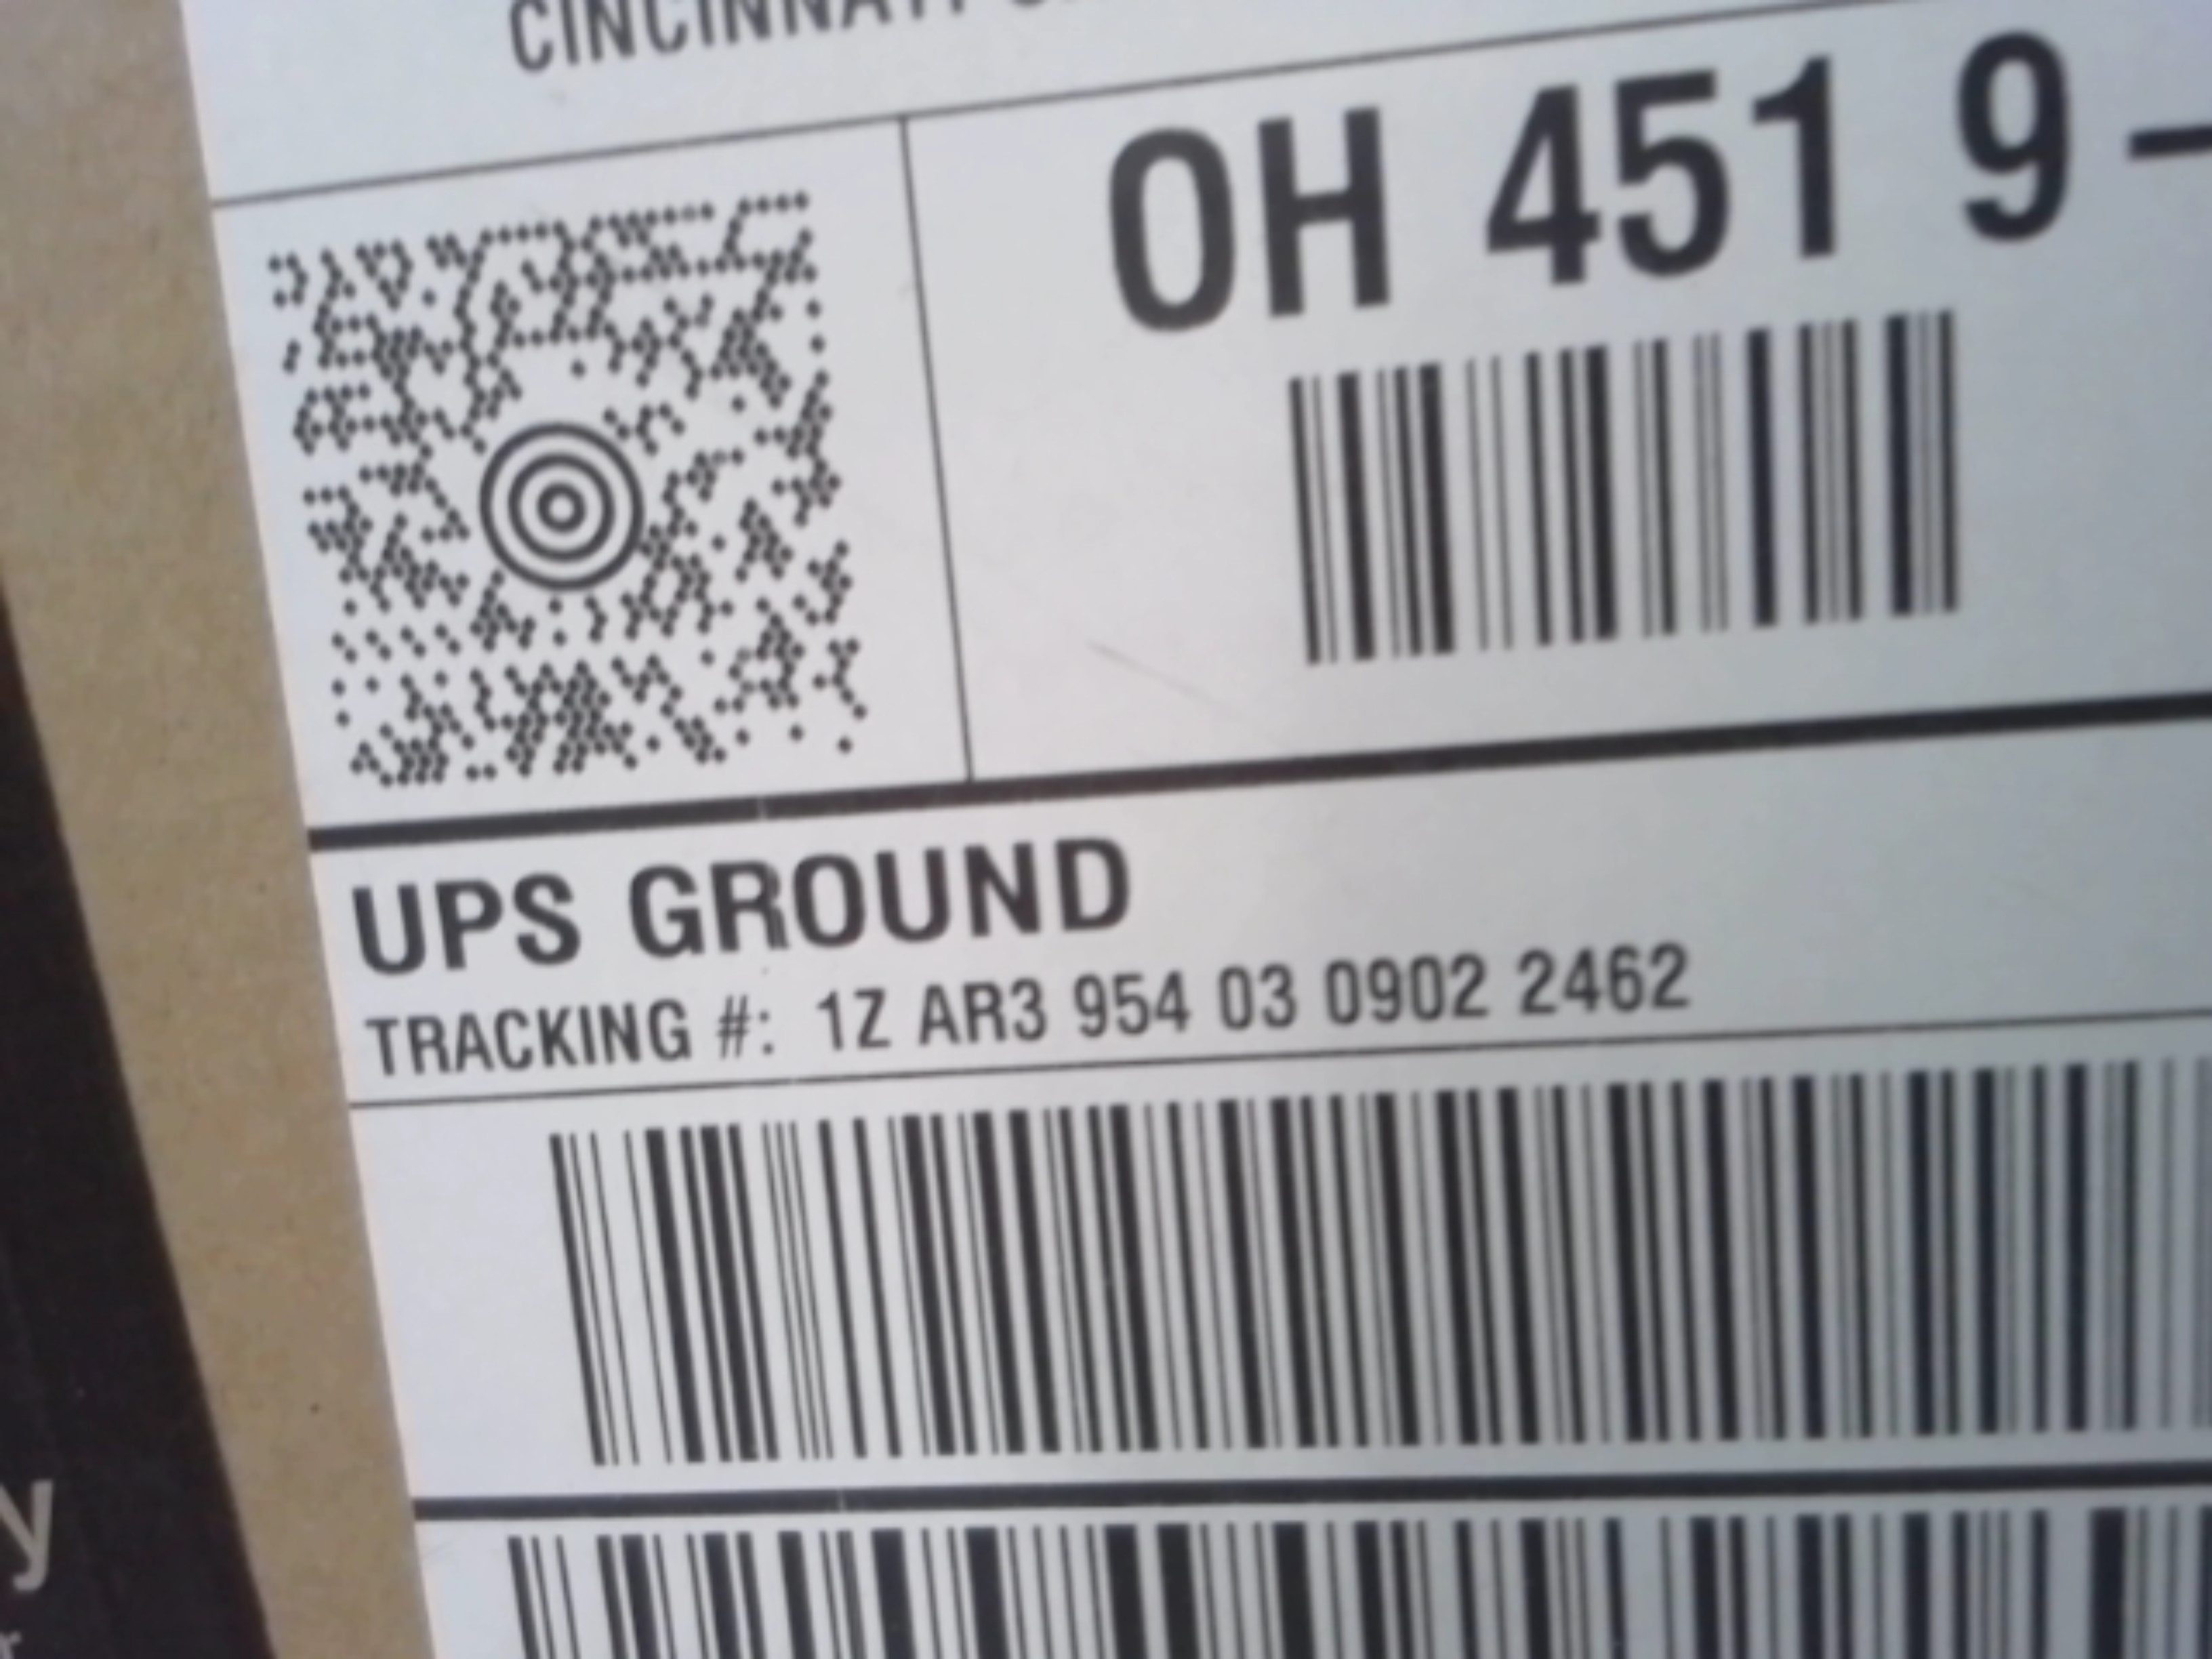 OH 451 9-
UPS GROUND
TRACKING #: 1Z AR3 954 03 0902 2462
y
r